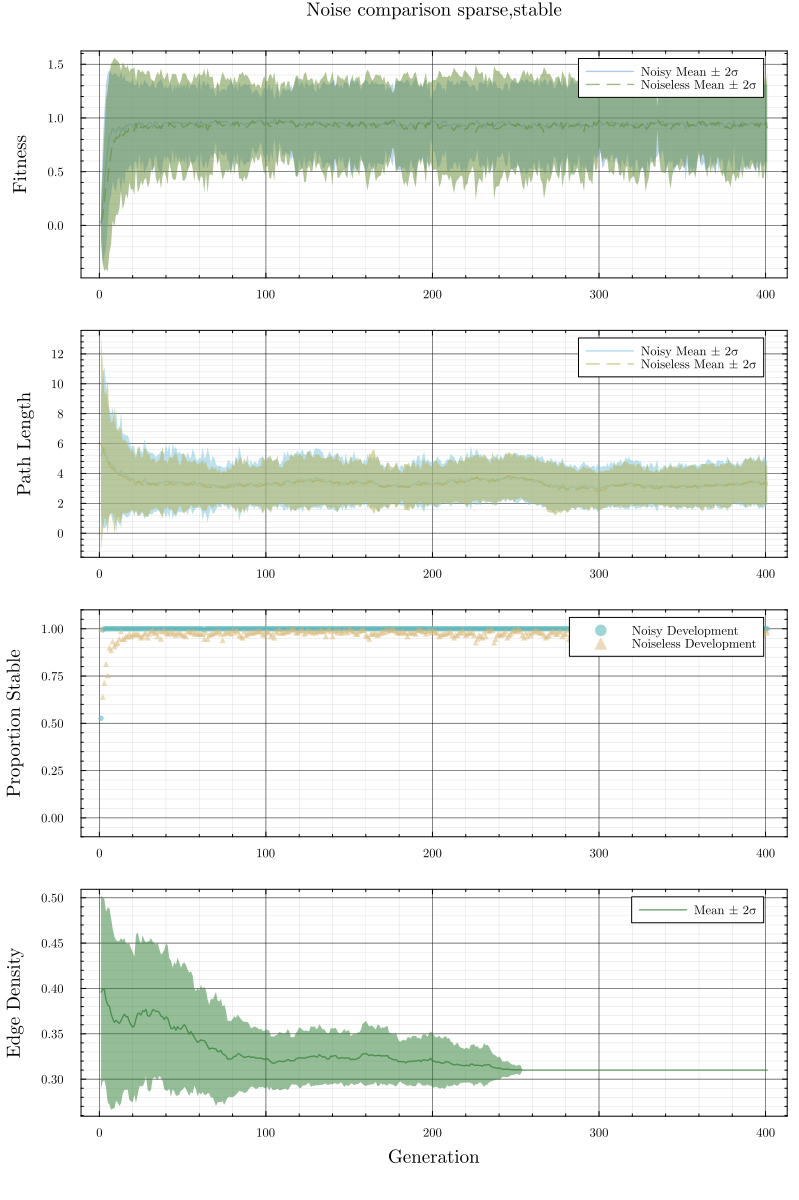 Noise comparison sparse,stable
Fitness
1.5
1.0
0.5
0.0
Noisy Mean ± 2σ
Noiseless Mean ± 2σ
0 100 200 300 400
Path Length
12
10
8
6
4
2
0
Noisy Mean ± 2σ
Noiseless Mean ± 2σ
0 100 200 300 400
Proportion Stable
1.00
0.75
0.50
0.25
0.00
Noisy Development
Noiseless Development
0 100 200 300 400
Edge Density
0.50
0.45
0.40
0.35
0.30
Mean ± 2σ
0 100 200 300 400
Generation